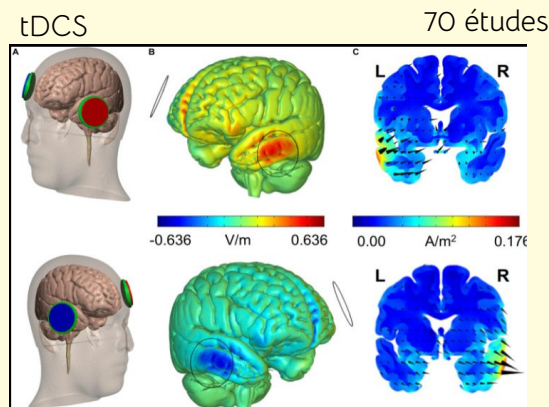 tDCS
70 études
A
B
C
L R
-0.636 V/m 0.636
0.00 A/m² 0.176
L R